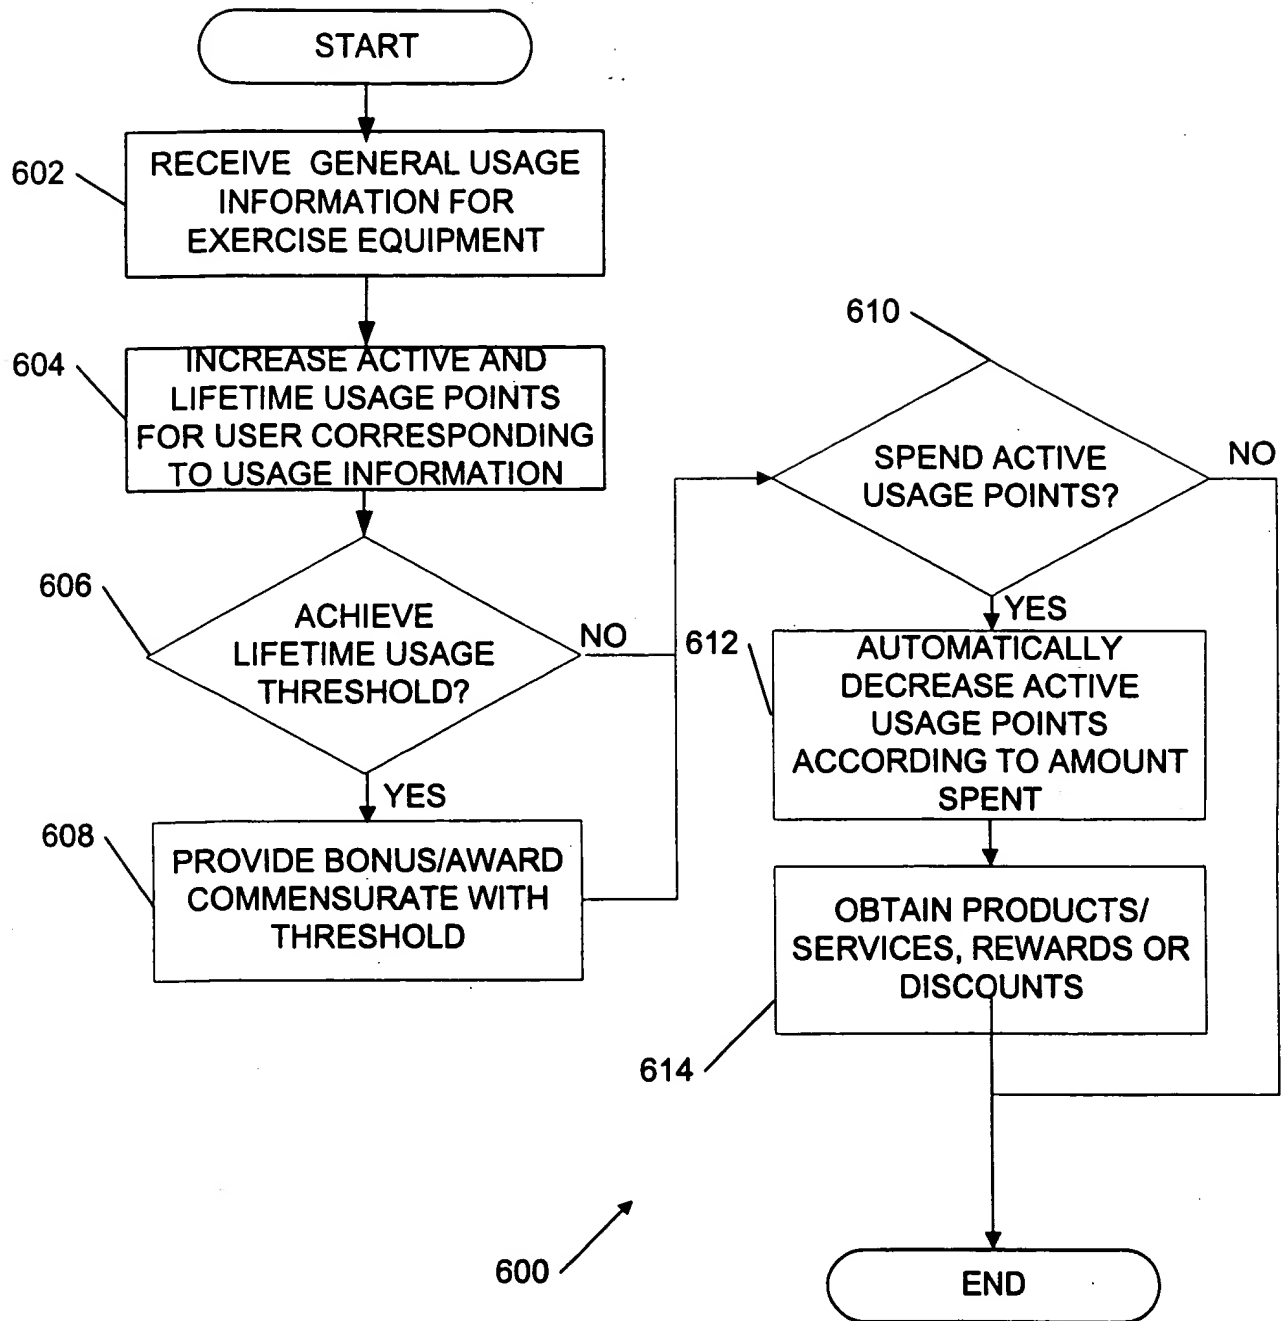 START
602
RECEIVE GENERAL USAGE
INFORMATION FOR
EXERCISE EQUIPMENT
604
INCREASE ACTIVE AND
LIFETIME USAGE POINTS
FOR USER CORRESPONDING
TO USAGE INFORMATION
606
ACHIEVE
LIFETIME USAGE
THRESHOLD?
NO
YES
608
PROVIDE BONUS/AWARD
COMMENSURATE WITH
THRESHOLD
610
SPEND ACTIVE
USAGE POINTS?
NO
YES
612
AUTOMATICALLY
DECREASE ACTIVE
USAGE POINTS
ACCORDING TO AMOUNT
SPENT
OBTAIN PRODUCTS/
SERVICES, REWARDS OR
DISCOUNTS
614
600
END